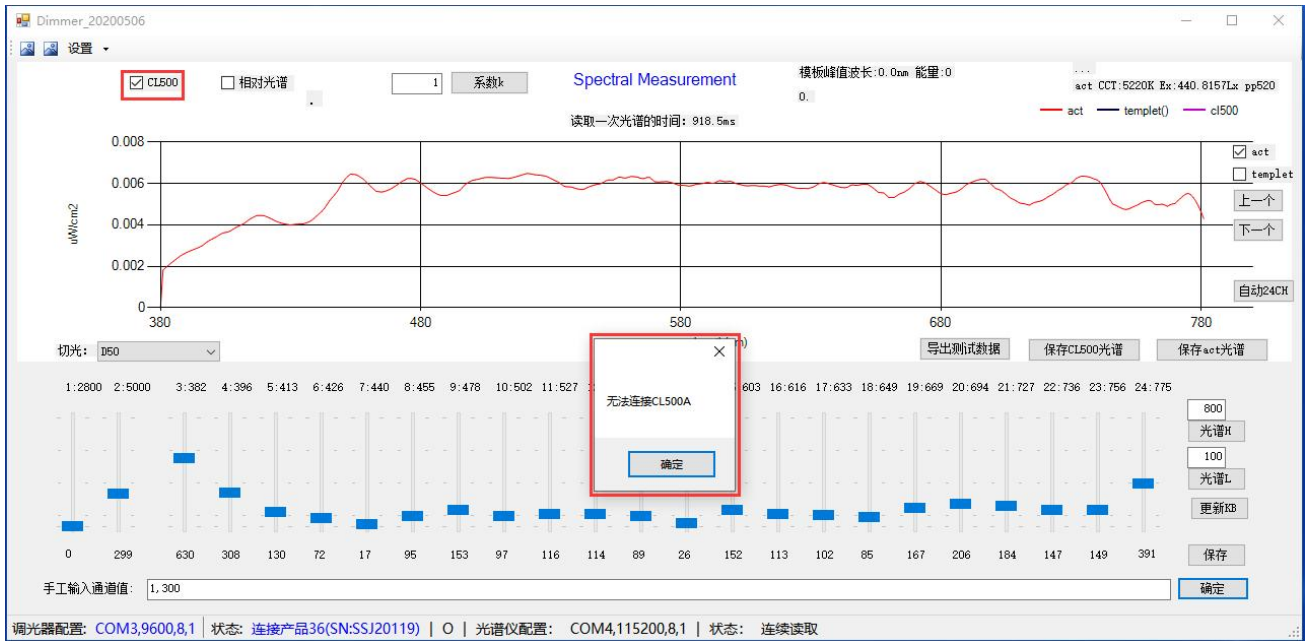 Dimmer_20200506
设置
CL500 相对光谱 1 系数k Spectral Measurement 模板峰值波长:0.0nm 能量:0 ...
. 0. act CCT:5220K Ex:440.8157Lx pp520
读取一次光谱的时间: 918.5ms act templet() cl500
0.008
act
0.006
templet
上一个
uW/cm2
0.004
下一个
0.002
自动24CH
0
380 480 580 680 780
m)
切光: D50 导出测试数据 保存CL500光谱 保存act光谱
1:2800 2:5000 3:382 4:396 5:413 6:426 7:440 8:455 9:478 10:502 11:527 :603 16:616 17:633 18:649 19:669 20:694 21:727 22:736 23:756 24:775
无法连接CL500A
确定
800
光谱H
100
光谱L
更新KB
0 299 630 308 130 72 17 95 153 97 116 114 89 26 152 113 102 85 167 206 184 147 149 391 保存
手工输入通道值: 1,300 确定
调光器配置: COM3,9600,8,1 状态: 连接产品36(SN:SSJ20119) | O | 光谱仪配置: COM4,115200,8,1 | 状态: 连续读取